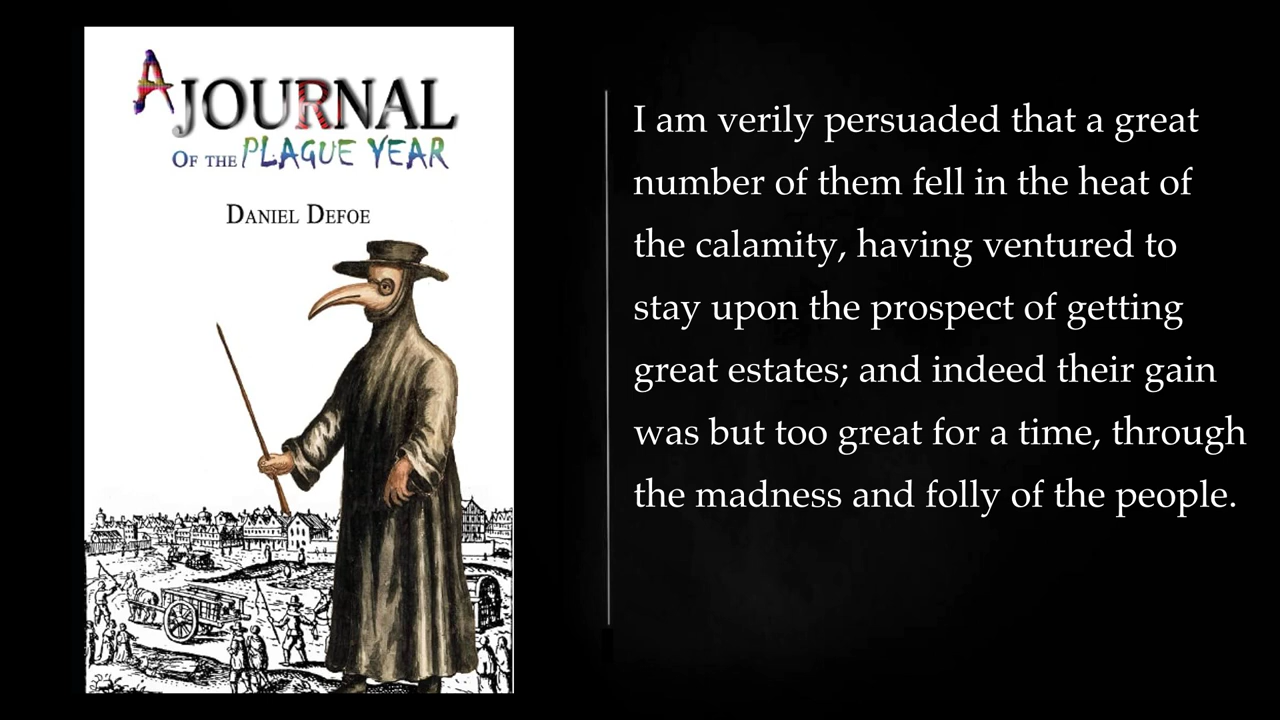 A JOURNAL
OF THE PLAGUE YEAR
DANIEL DEFOE
I am verily persuaded that a great
number of them fell in the heat of
the calamity, having ventured to
stay upon the prospect of getting
great estates; and indeed their gain
was but too great for a time, through
the madness and folly of the people.